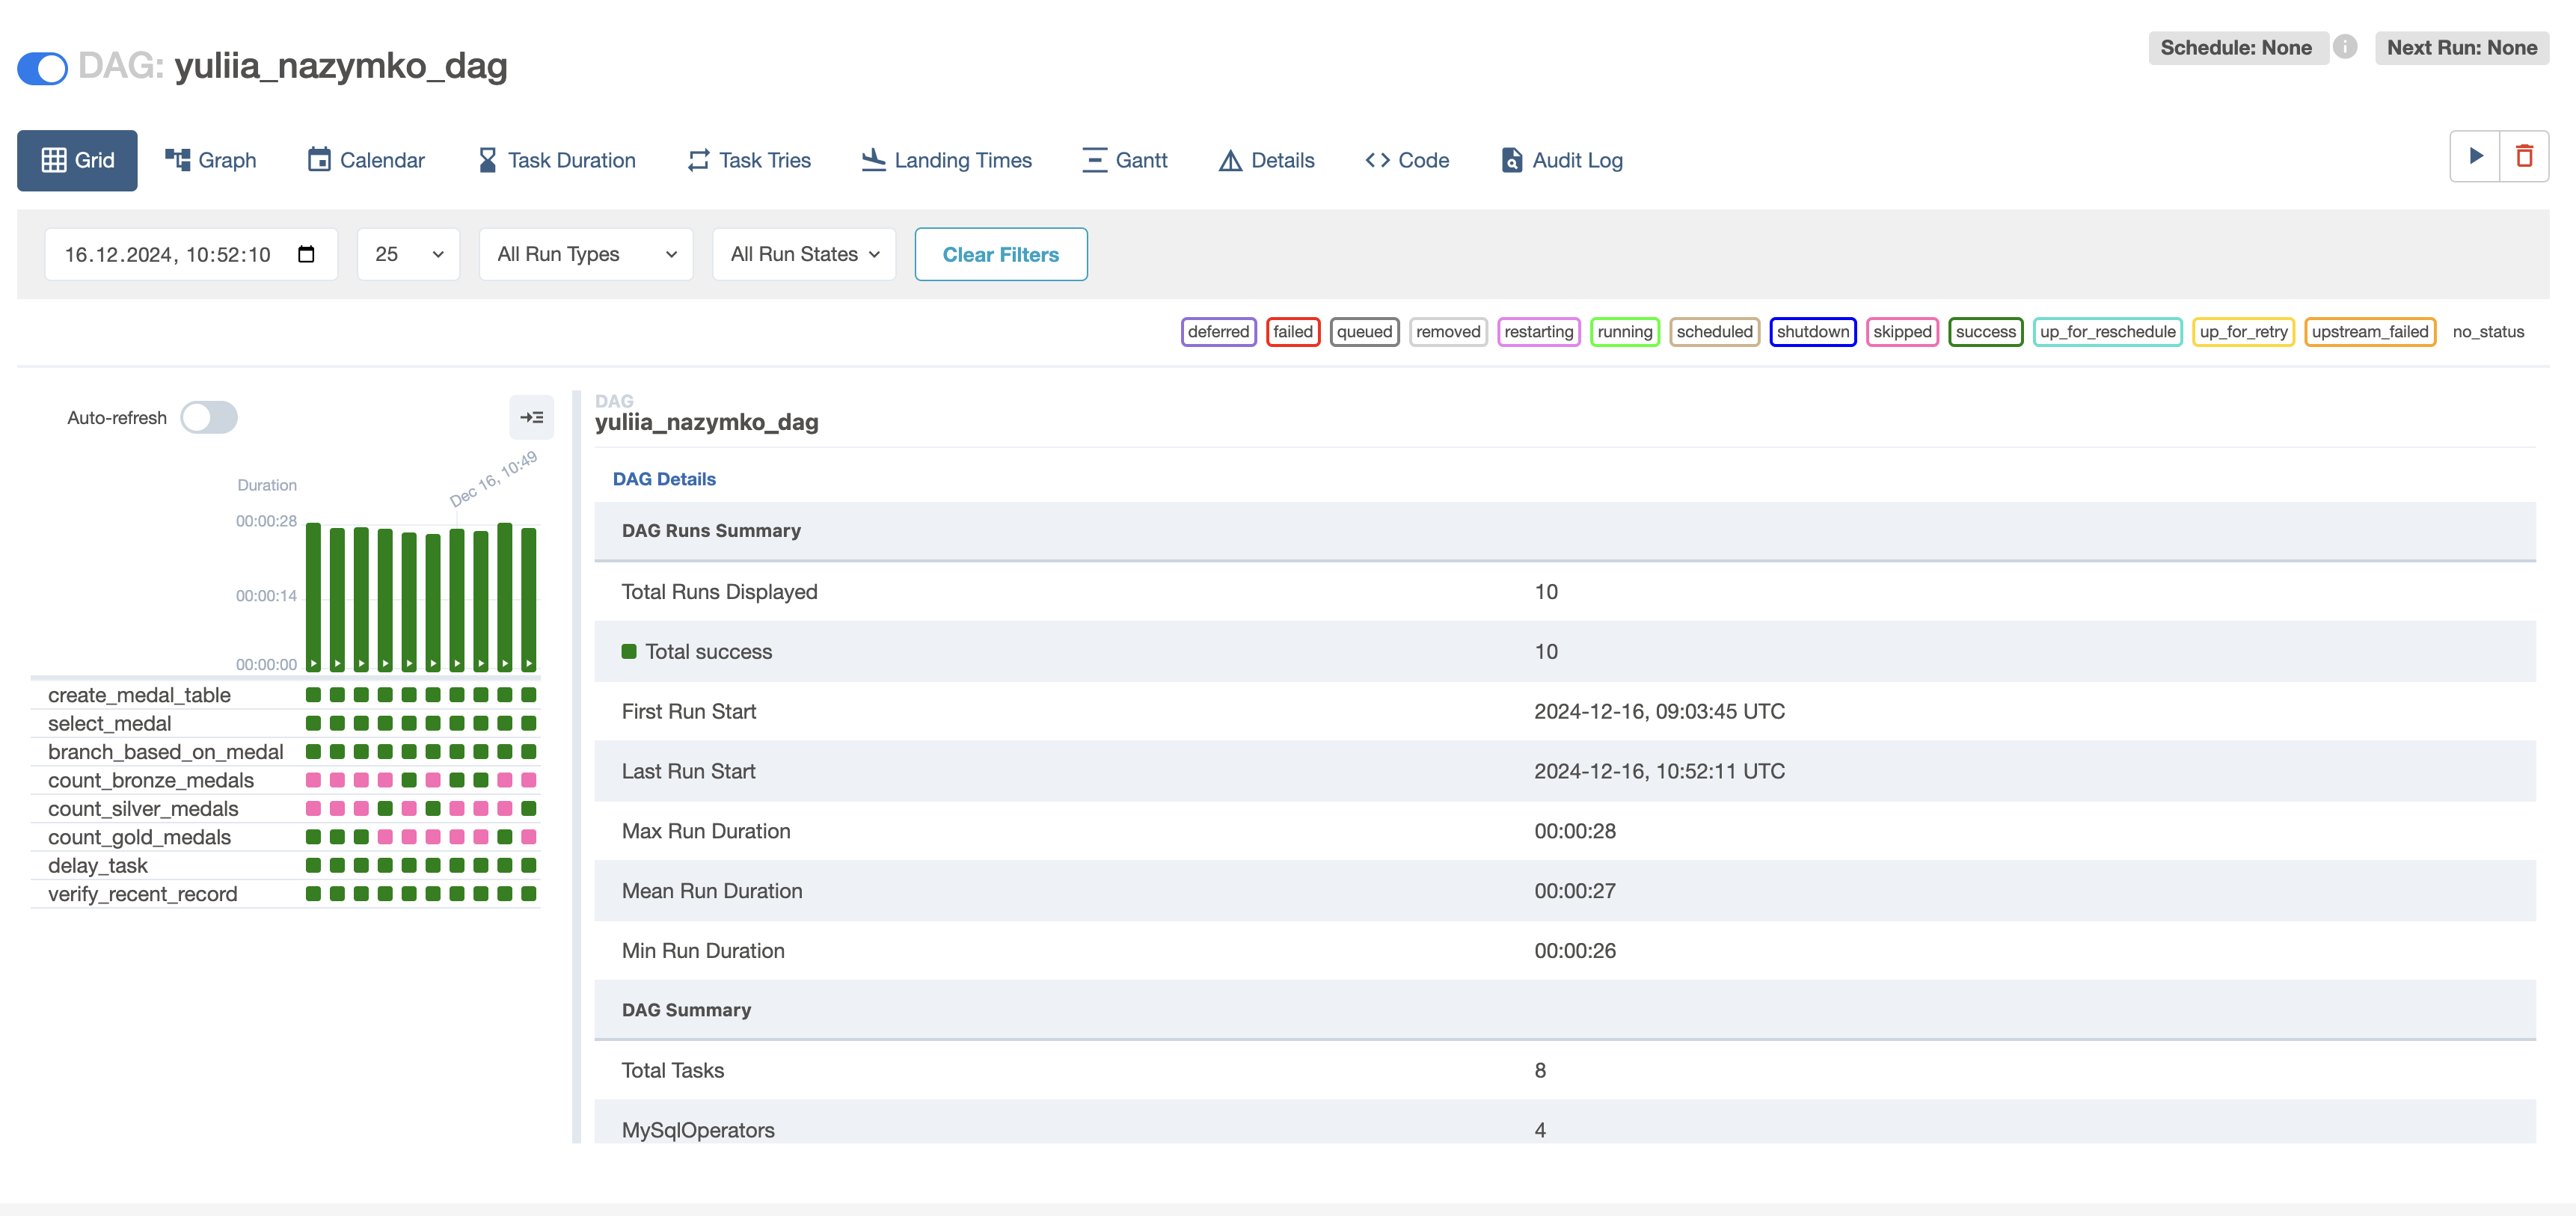 DAG: yuliia_nazymko_dag
Schedule: None
Next Run: None
Grid
Graph
Calendar
Task Duration
Task Tries
Landing Times
Gantt
Details
Code
Audit Log
16.12.2024, 10:52:10
25
All Run Types
All Run States
Clear Filters
deferred
failed
queued
removed
restarting
running
scheduled
shutdown
skipped
success
up_for_reschedule
up_for_retry
upstream_failed
no_status
Auto-refresh
Duration
Dec 16, 10:49
00:00:28
00:00:14
00:00:00
create_medal_table
select_medal
branch_based_on_medal
count_bronze_medals
count_silver_medals
count_gold_medals
delay_task
verify_recent_record
DAG
yuliia_nazymko_dag
DAG Details
DAG Runs Summary
Total Runs Displayed 10
Total success 10
First Run Start 2024-12-16, 09:03:45 UTC
Last Run Start 2024-12-16, 10:52:11 UTC
Max Run Duration 00:00:28
Mean Run Duration 00:00:27
Min Run Duration 00:00:26
DAG Summary
Total Tasks 8
MySqlOperators 4